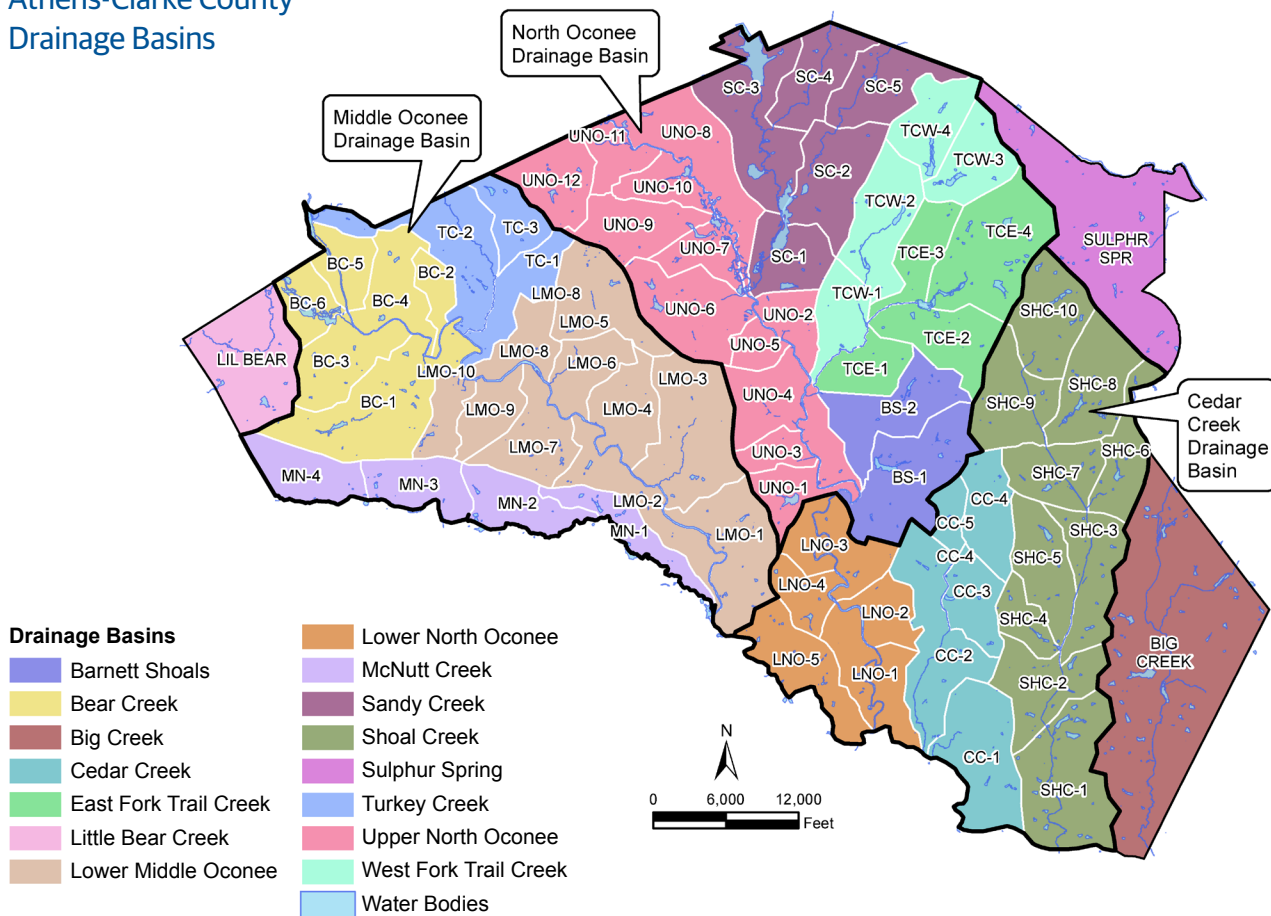 Athens-Clarke County
Drainage Basins
North Oconee
Drainage Basin
Middle Oconee
Drainage Basin
Cedar
Creek
Drainage
Basin
SC-3
SC-4
SC-5
SC-2
SC-1
UNO-11
UNO-8
UNO-12
UNO-10
UNO-9
UNO-7
UNO-6
UNO-2
UNO-5
UNO-4
UNO-3
UNO-1
TCW-4
TCW-3
TCW-2
TCW-1
TCE-4
TCE-3
TCE-2
TCE-1
SULPHR
SPR
TC-2
TC-3
TC-1
BC-5
BC-2
BC-6
BC-4
BC-3
BC-1
LIL BEAR
LMO-8
LMO-5
LMO-8
LMO-6
LMO-3
LMO-10
LMO-9
LMO-4
LMO-7
LMO-2
LMO-1
MN-4
MN-3
MN-2
MN-1
BS-2
BS-1
SHC-10
SHC-8
SHC-9
SHC-6
SHC-7
SHC-3
SHC-5
SHC-4
SHC-2
SHC-1
CC-4
CC-5
CC-4
CC-3
CC-2
CC-1
LNO-3
LNO-4
LNO-2
LNO-5
LNO-1
BIG
CREEK
Drainage Basins
Barnett Shoals
Bear Creek
Big Creek
Cedar Creek
East Fork Trail Creek
Little Bear Creek
Lower Middle Oconee
Lower North Oconee
McNutt Creek
Sandy Creek
Shoal Creek
Sulphur Spring
Turkey Creek
Upper North Oconee
West Fork Trail Creek
Water Bodies
N
0 6,000 12,000
Feet